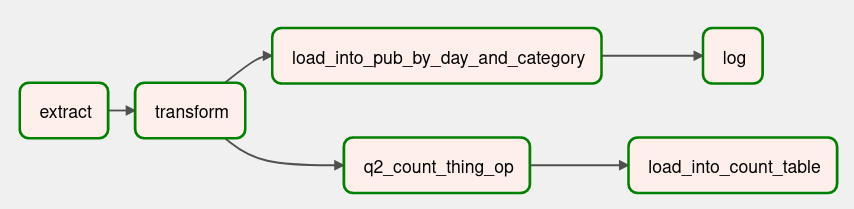 extract
transform
load_into_pub_by_day_and_category
log
q2_count_thing_op
load_into_count_table